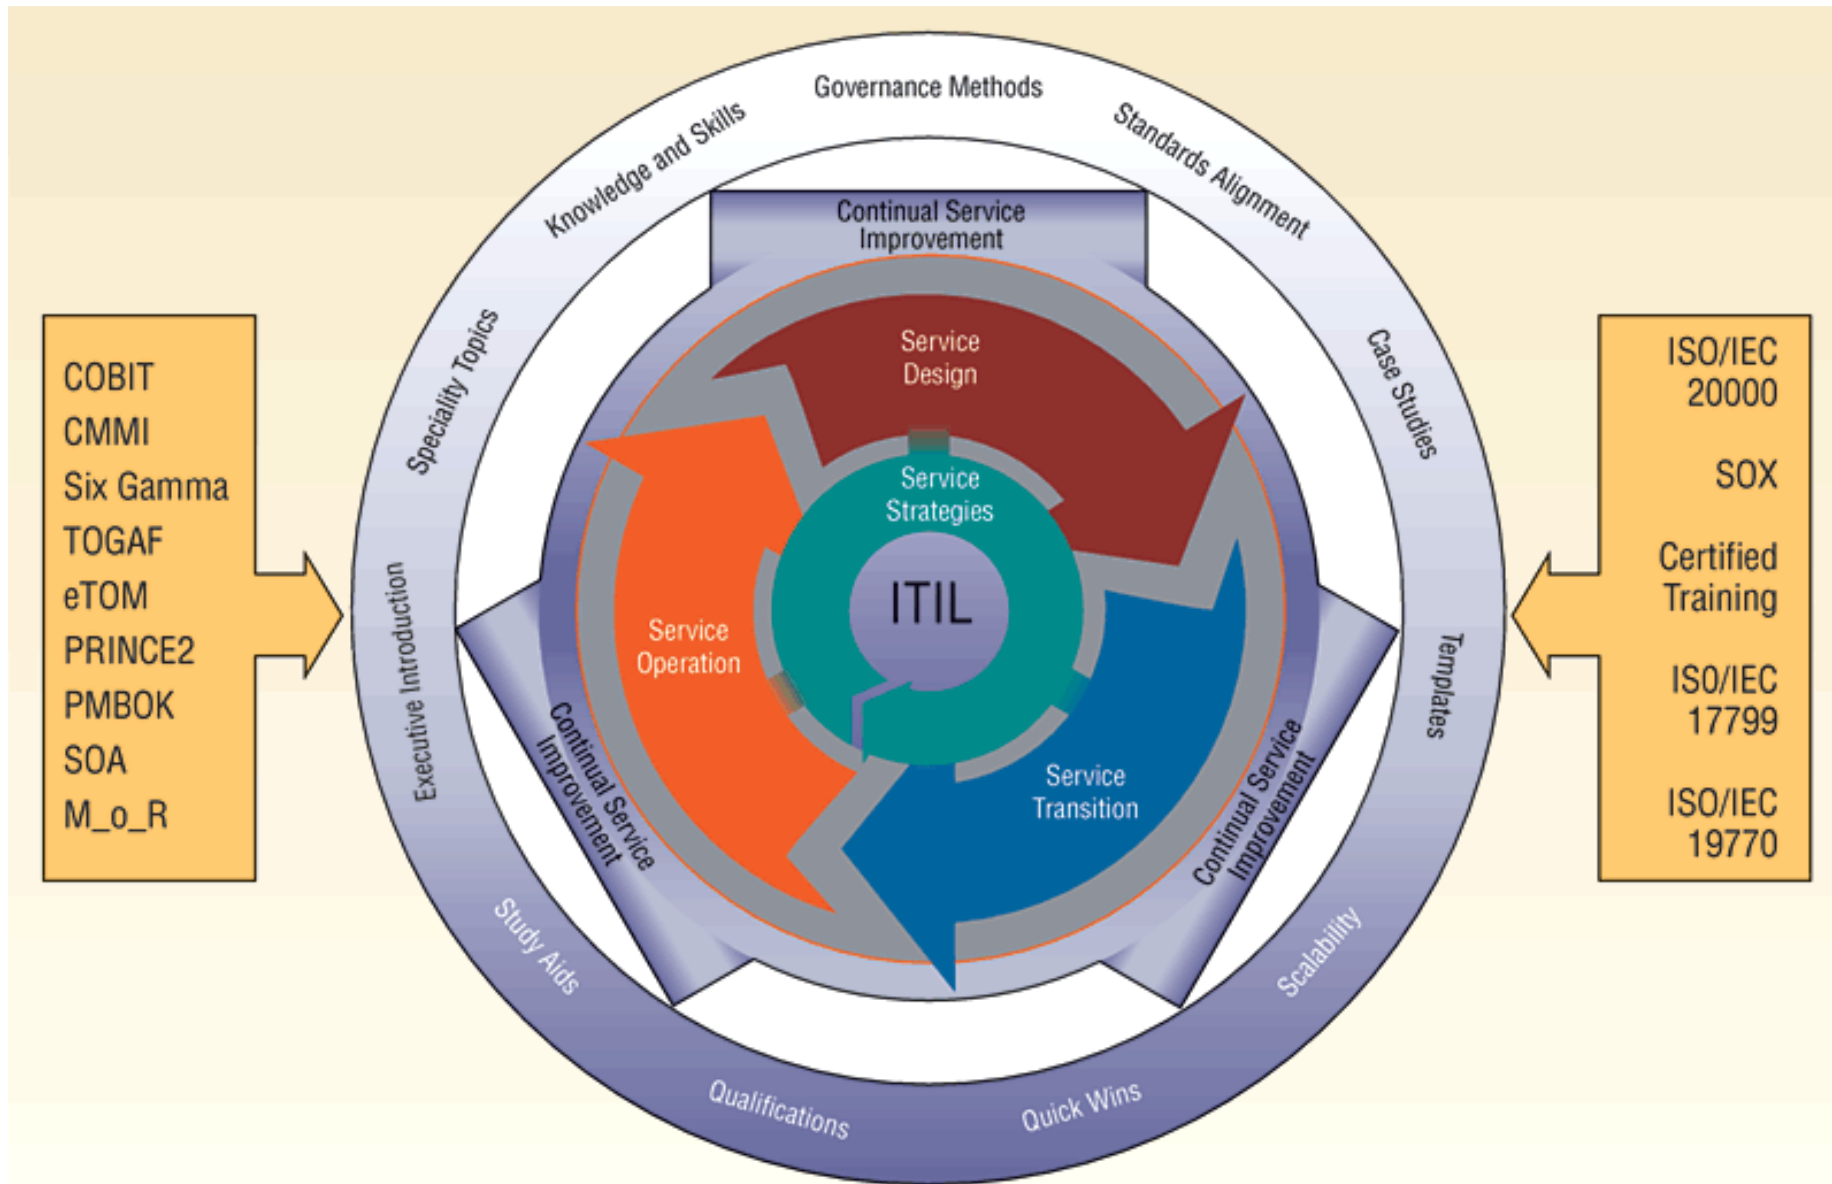 Governance Methods
Knowledge and Skills
Standards Alignment
Continual Service
Improvement
Speciality Topics
Case Studies
Service
Design
COBIT
CMMI
Six Gamma
TOGAF
eTOM
PRINCE2
PMBOK
SOA
M_o_R
ISO/IEC
20000
SOX
Certified
Training
IS0/IEC
17799
ISO/IEC
19770
Service
Strategies
ITIL
Service
Operation
Service
Transition
Executive Introduction
Templates
Continual Service
Improvement
Continual Service
Improvement
Study Aids
Scalability
Qualifications
Quick Wins